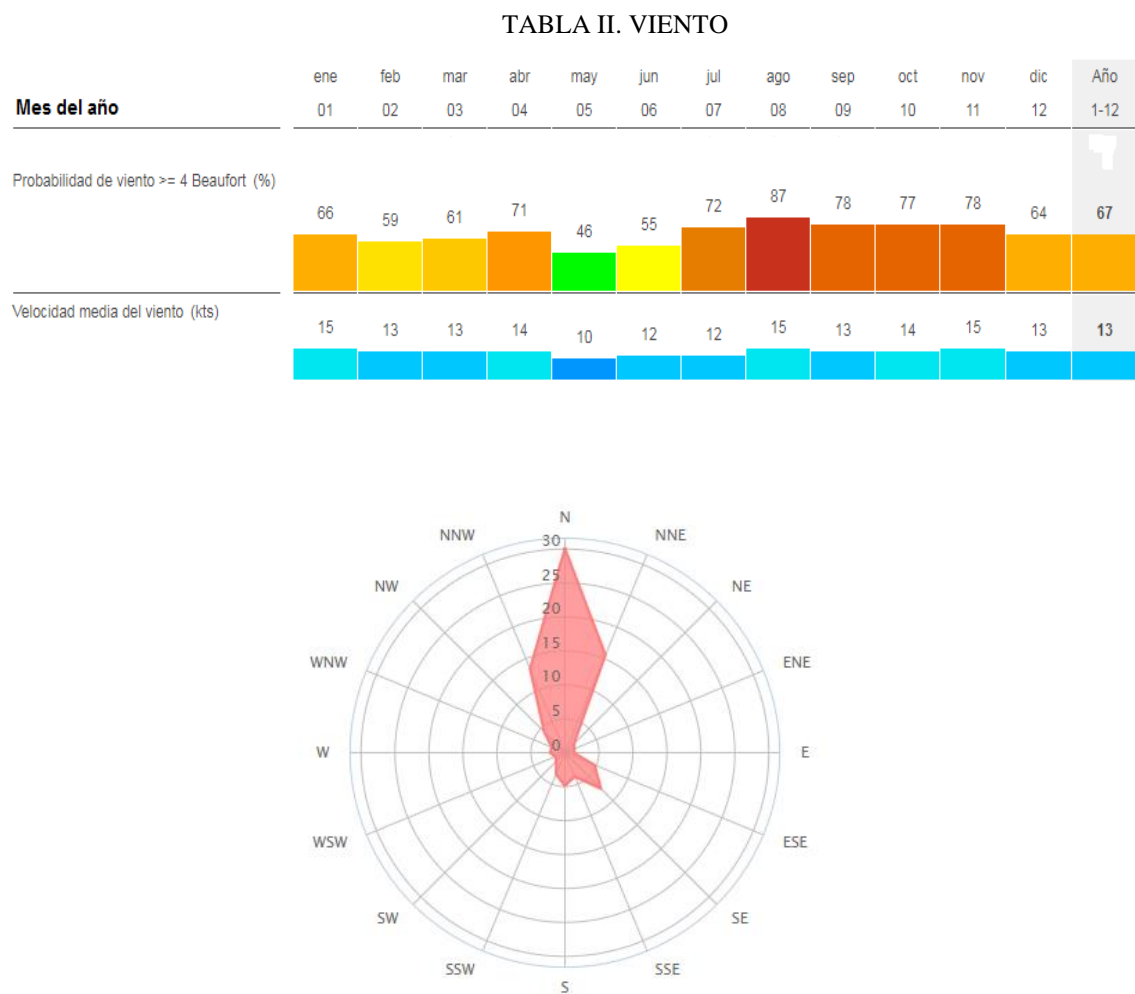 TABLA II. VIENTO
ene feb mar abr may jun jul ago sep oct nov dic Año
Mes del año 01 02 03 04 05 06 07 08 09 10 11 12 1-12
Probabilidad de viento >= 4 Beaufort (%)
66 59 61 71 46 55 72 87 78 77 78 64 67
Velocidad media del viento (kts)
15 13 13 14 10 12 12 15 13 14 15 13 13
N
NNW NNE
30
25
NW NE
20
15
WNW ENE
10
5
0
W E
WSW ESE
SW SE
SSW SSE
S